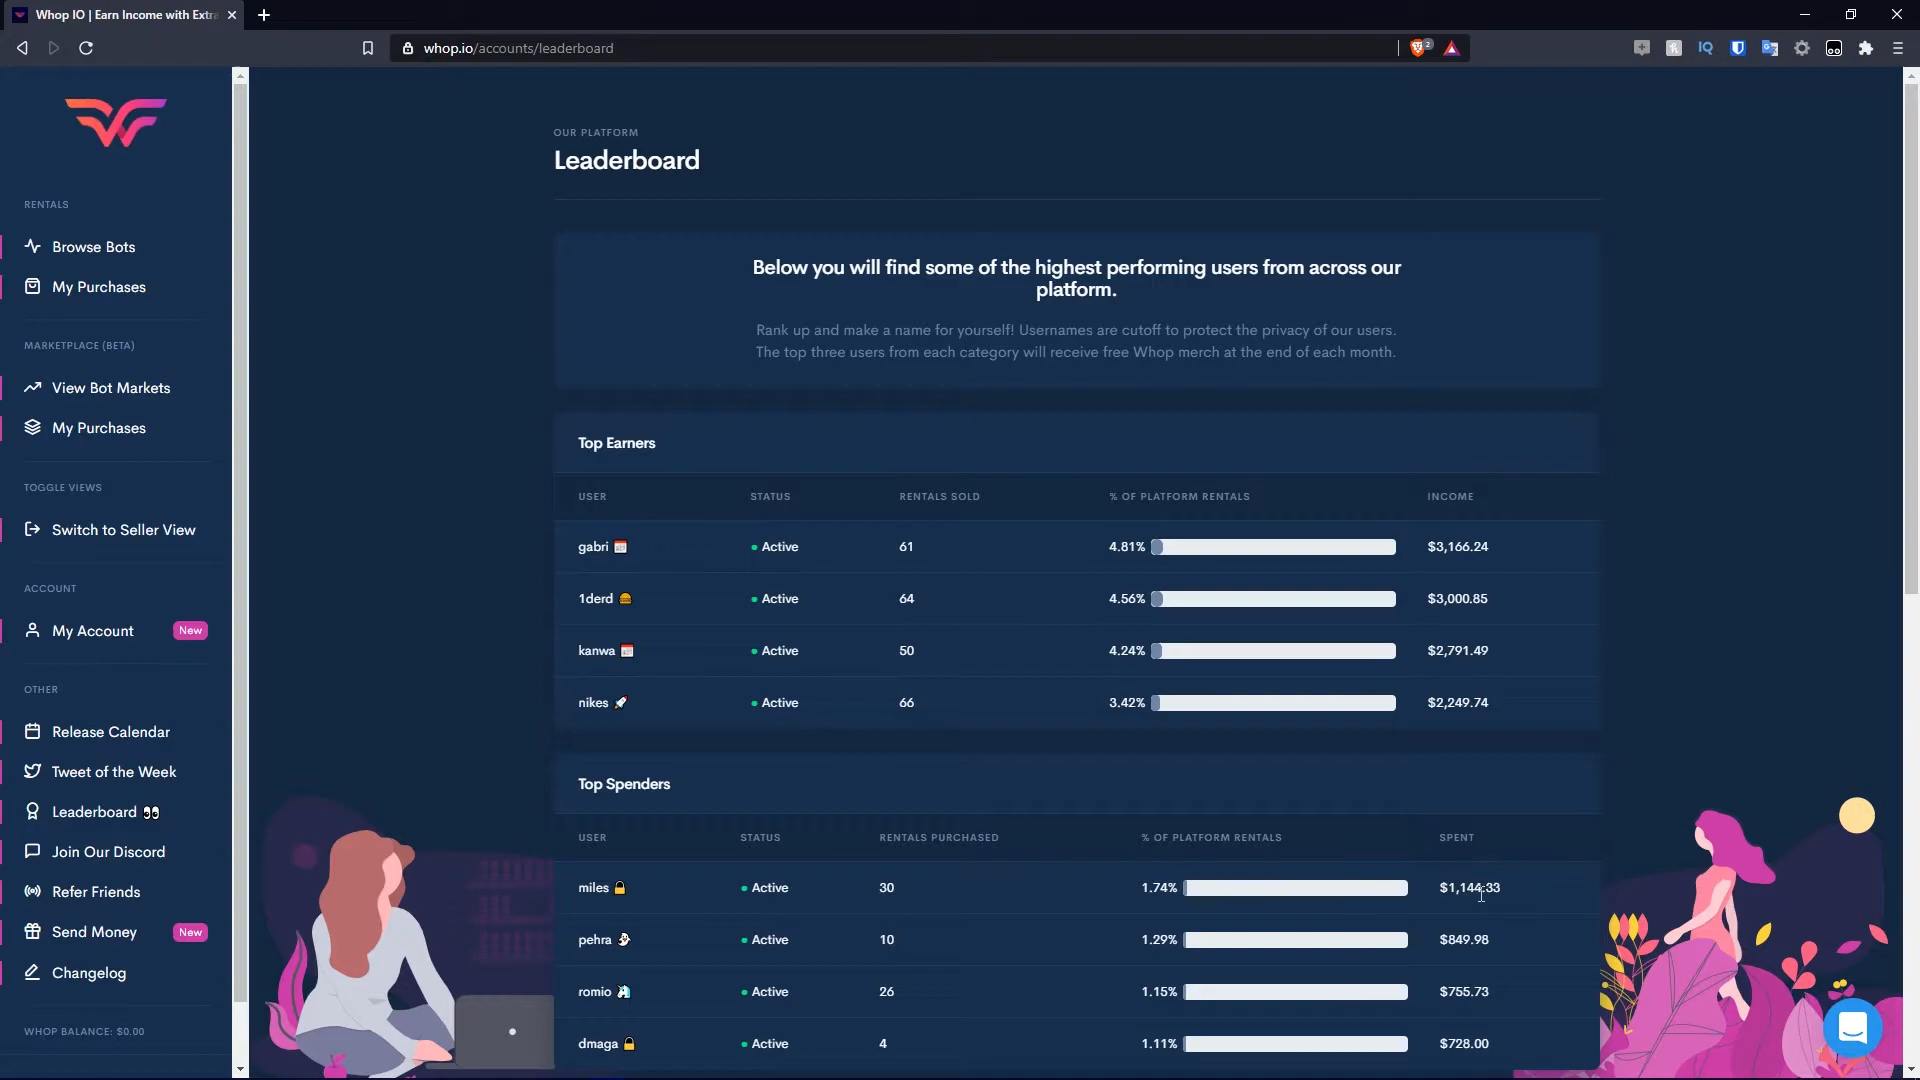 Whop IO | Earn Income with Extra
whop.io/accounts/leaderboard
2
IQ
RENTALS
Browse Bots
My Purchases
MARKETPLACE (BETA)
View Bot Markets
My Purchases
TOGGLE VIEWS
Switch to Seller View
ACCOUNT
My Account New
OTHER
Release Calendar
Tweet of the Week
Leaderboard 👀
Join Our Discord
Refer Friends
Send Money New
Changelog
WHOP BALANCE: $0.00
OUR PLATFORM
Leaderboard
Below you will find some of the highest performing users from across our
platform.
Rank up and make a name for yourself! Usernames are cutoff to protect the privacy of our users.
The top three users from each category will receive free Whop merch at the end of each month.
Top Earners
USER STATUS RENTALS SOLD % OF PLATFORM RENTALS INCOME
gabri 📅 Active 61 4.81% $3,166.24
1derd 🍔 Active 64 4.56% $3,000.85
kanwa 📅 Active 50 4.24% $2,791.49
nikes 🚀 Active 66 3.42% $2,249.74
Top Spenders
USER STATUS RENTALS PURCHASED % OF PLATFORM RENTALS SPENT
miles 🔒 Active 30 1.74% $1,144.33
pehra 👻 Active 10 1.29% $849.98
romio 🦄 Active 26 1.15% $755.73
dmaga 🔒 Active 4 1.11% $728.00